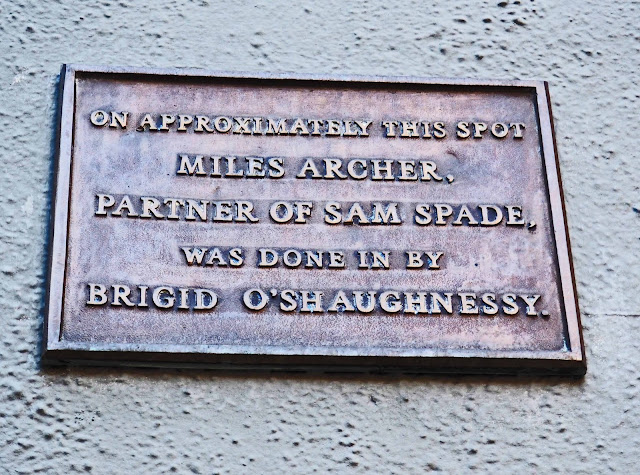 ON APPROXIMATELY THIS SPOT
MILES ARCHER,
PARTNER OF SAM SPADE,
WAS DONE IN BY
BRIGID O'SHAUGHNESSY.